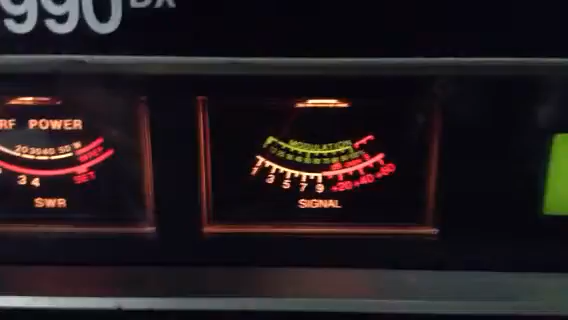 990DX
RF POWER
20 30 40 50 W
3 4
SET
SWR
MODULATION
1 3 5 7 9 +20 +40 +60
SIGNAL